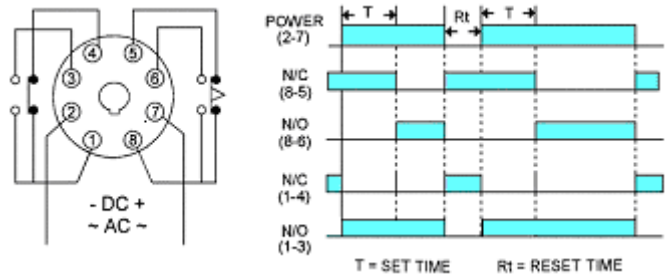 4 5
3 6
2 7
1 8
- DC +
~ AC ~
T Rt T
POWER
(2-7)
N/C
(8-5)
N/O
(8-6)
N/C
(1-4)
N/O
(1-3)
T = SET TIME Rt = RESET TIME